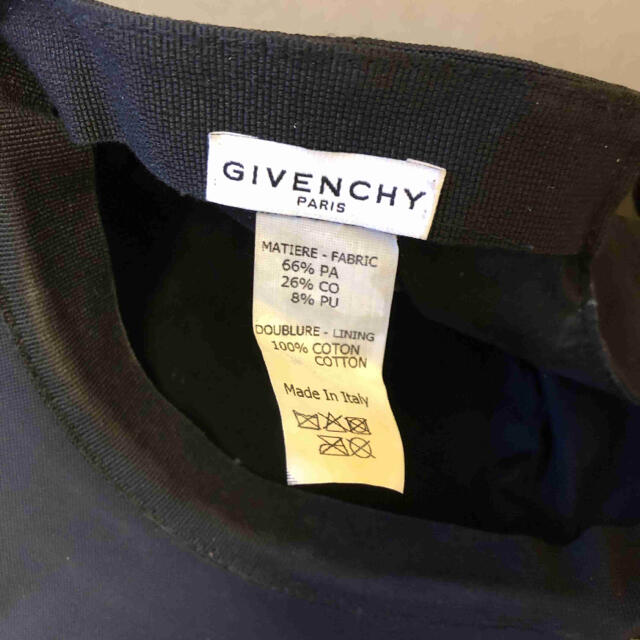 GIVENCHY
PARIS
MATIERE - FABRIC
66% PA
26% CO
8% PU
DOUBLURE - LINING
100% COTON
COTTON
Made In Italy